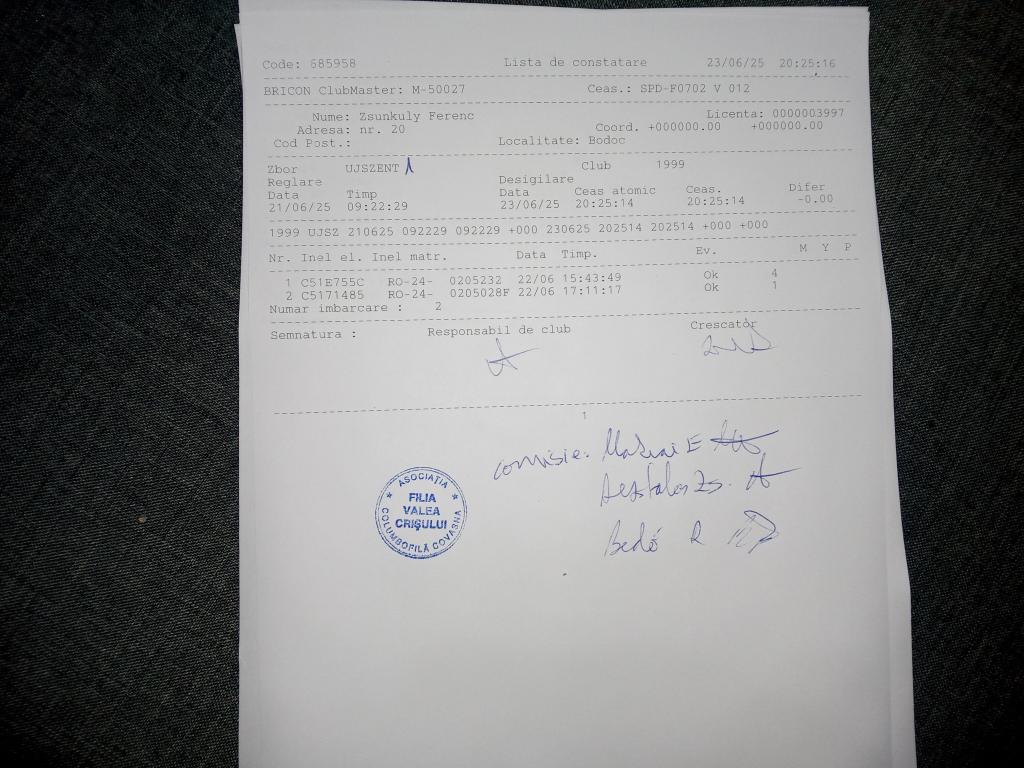 Code: 685958 Lista de constatare 23/06/25 20:25:16
BRICON ClubMaster: M-50027 Ceas.: SPD-F0702 V 012
Nume: Zsunkuly Ferenc Licenta: 0000003997
Adresa: nr. 20 Coord. +000000.00 +000000.00
Cod Post.: Localitate: Bodoc
Zbor UJSZENT 1 Club 1999
Reglare Desigilare
Data Timp Data Ceas atomic Ceas. Difer
21/06/25 09:22:29 23/06/25 20:25:14 20:25:14 -0.00
1999 UJSZ 210625 092229 092229 +000 230625 202514 202514 +000 +000
Nr. Inel el. Inel matr. Data Timp. Ev. M Y P
1 C51E755C RO-24- 0205232 22/06 15:43:49 Ok 4
2 C5171485 RO-24- 0205028F 22/06 17:11:17 Ok 1
Numar imbarcare : 2
Semnatura : Responsabil de club Crescator
1
comisie:
Bedő R
ASOCIAŢIA
FILIA
VALEA
CRIŞULUI
COLUMBOFILĂ COVASNA